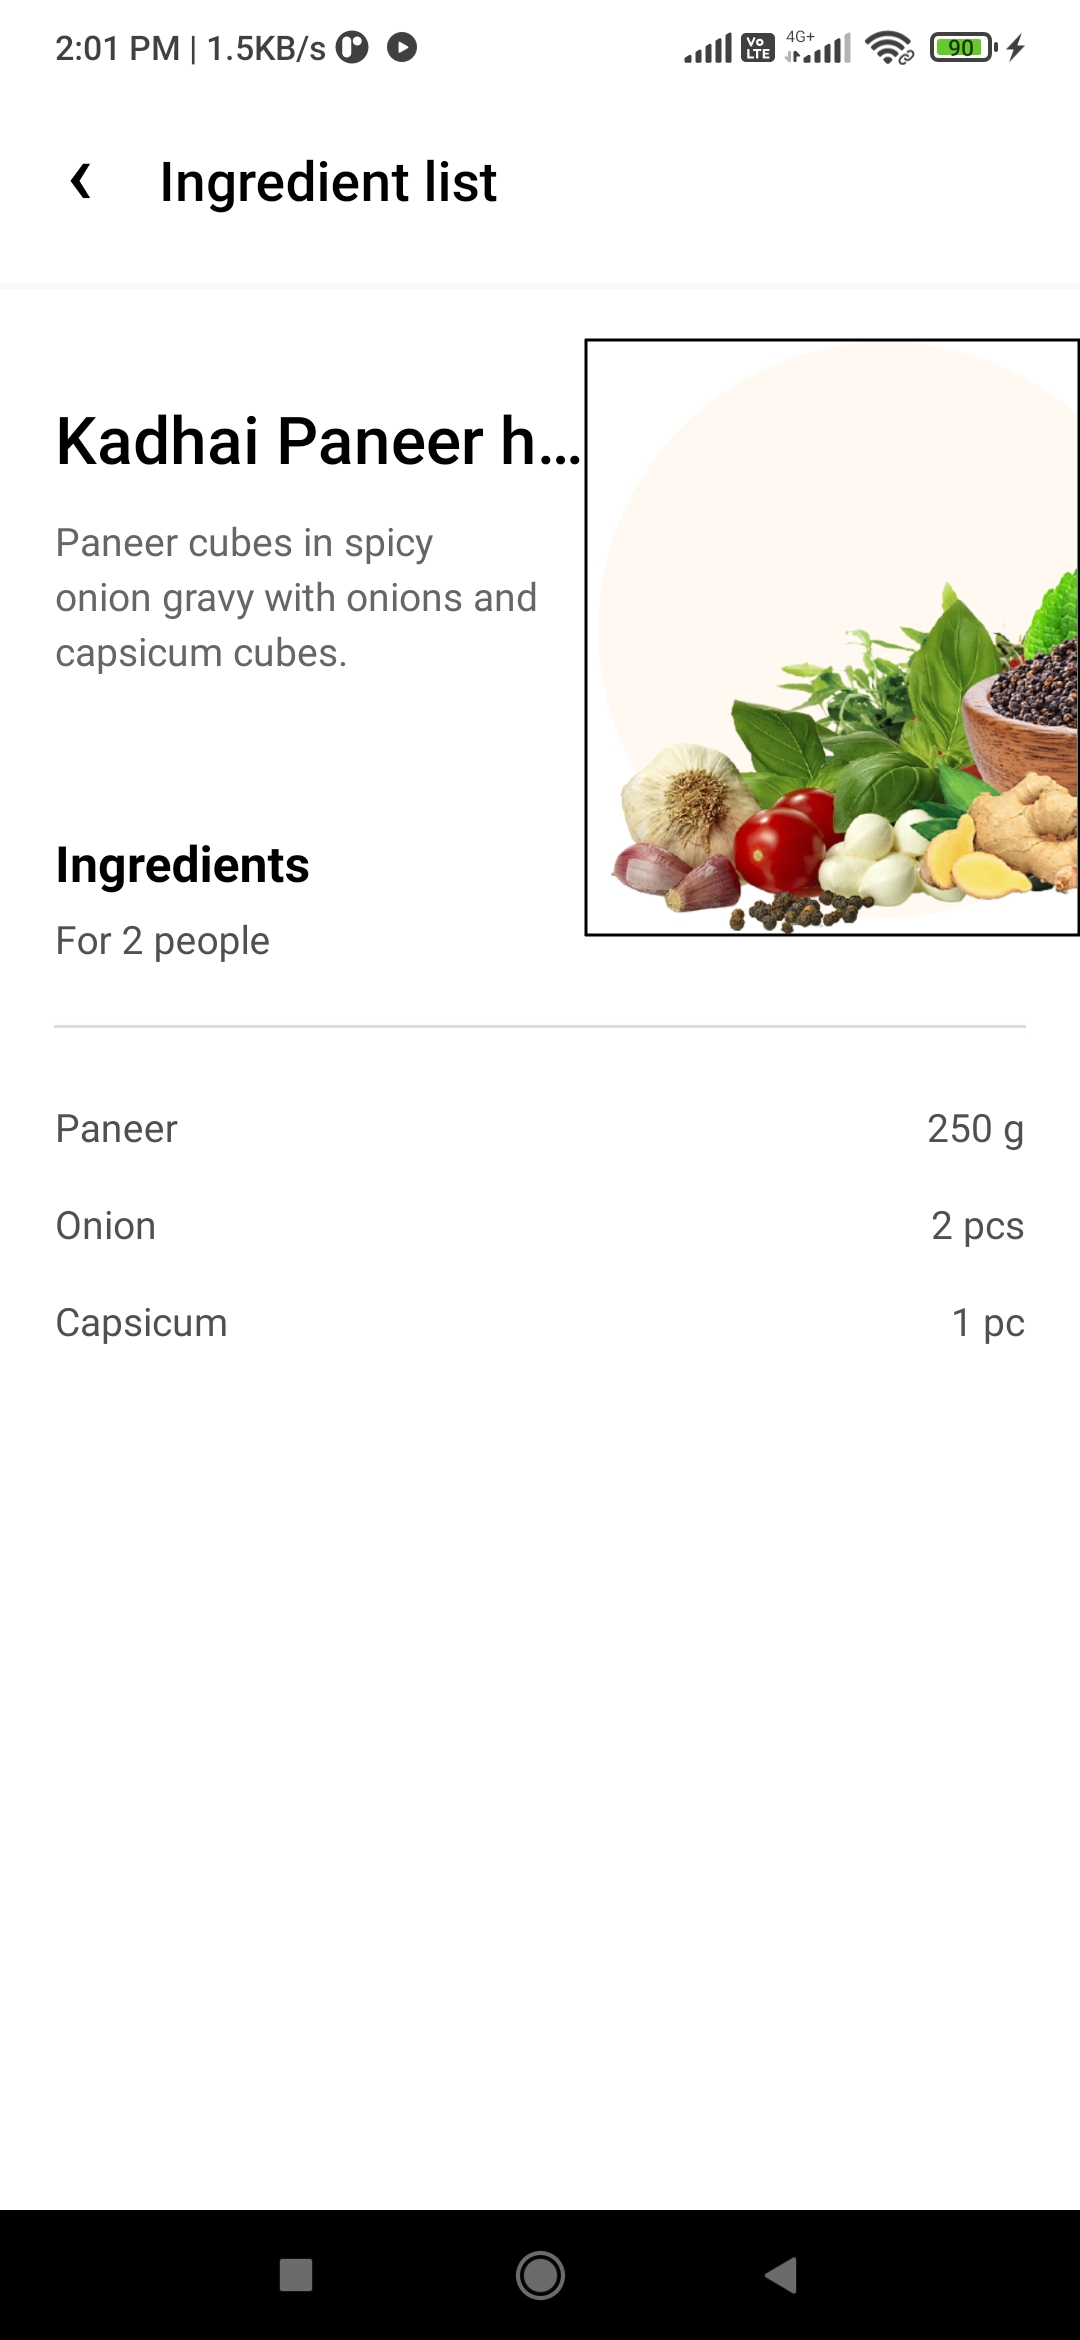 2:01 PM | 1.5KB/s
Vo LTE 4G+ 90
Ingredient list
Kadhai Paneer h...
Paneer cubes in spicy
onion gravy with onions and
capsicum cubes.
Ingredients
For 2 people
Paneer 250 g
Onion 2 pcs
Capsicum 1 pc